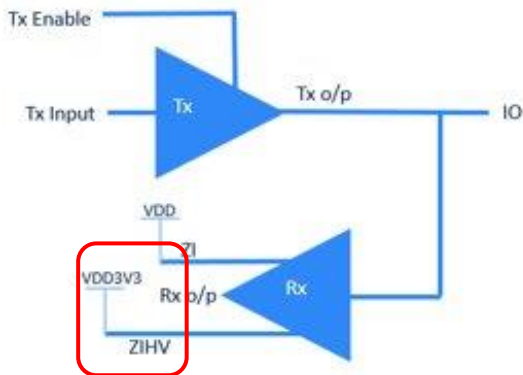 Tx Enable
Tx o/p
Tx
Tx Input
IO
VDD
ZI
VDD3V3
Rx o/p
Rx
ZIHV